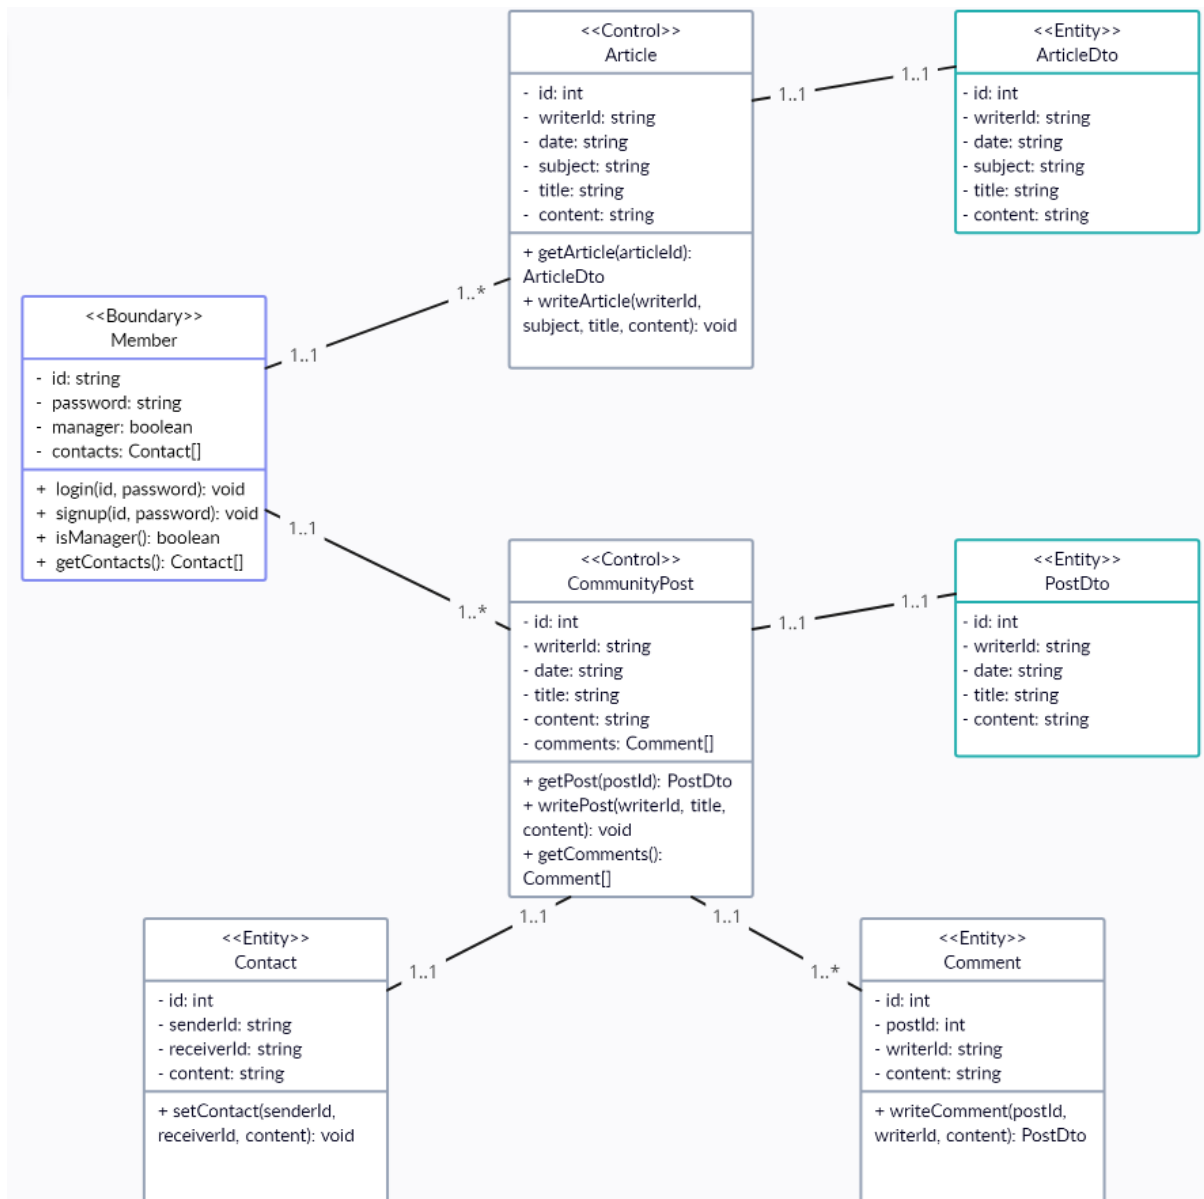 <<Control>>
Article
- id: int
- writerId: string
- date: string
- subject: string
- title: string
- content: string
+ getArticle(articleId):
ArticleDto
+ writeArticle(writerId,
subject, title, content): void
<<Entity>>
ArticleDto
- id: int
- writerId: string
- date: string
- subject: string
- title: string
- content: string
1..1
1..1
1..*
1..1
<<Boundary>>
Member
- id: string
- password: string
- manager: boolean
- contacts: Contact[]
+ login(id, password): void
+ signup(id, password): void
+ isManager(): boolean
+ getContacts(): Contact[]
1..1
1..*
<<Control>>
CommunityPost
- id: int
- writerId: string
- date: string
- title: string
- content: string
- comments: Comment[]
+ getPost(postId): PostDto
+ writePost(writerId, title,
content): void
+ getComments():
Comment[]
1..1
1..1
<<Entity>>
PostDto
- id: int
- writerId: string
- date: string
- title: string
- content: string
1..1
1..1
1..1
1..*
<<Entity>>
Contact
- id: int
- senderId: string
- receiverId: string
- content: string
+ setContact(senderId,
receiverId, content): void
<<Entity>>
Comment
- id: int
- postId: int
- writerId: string
- content: string
+ writeComment(postId,
writerId, content): PostDto